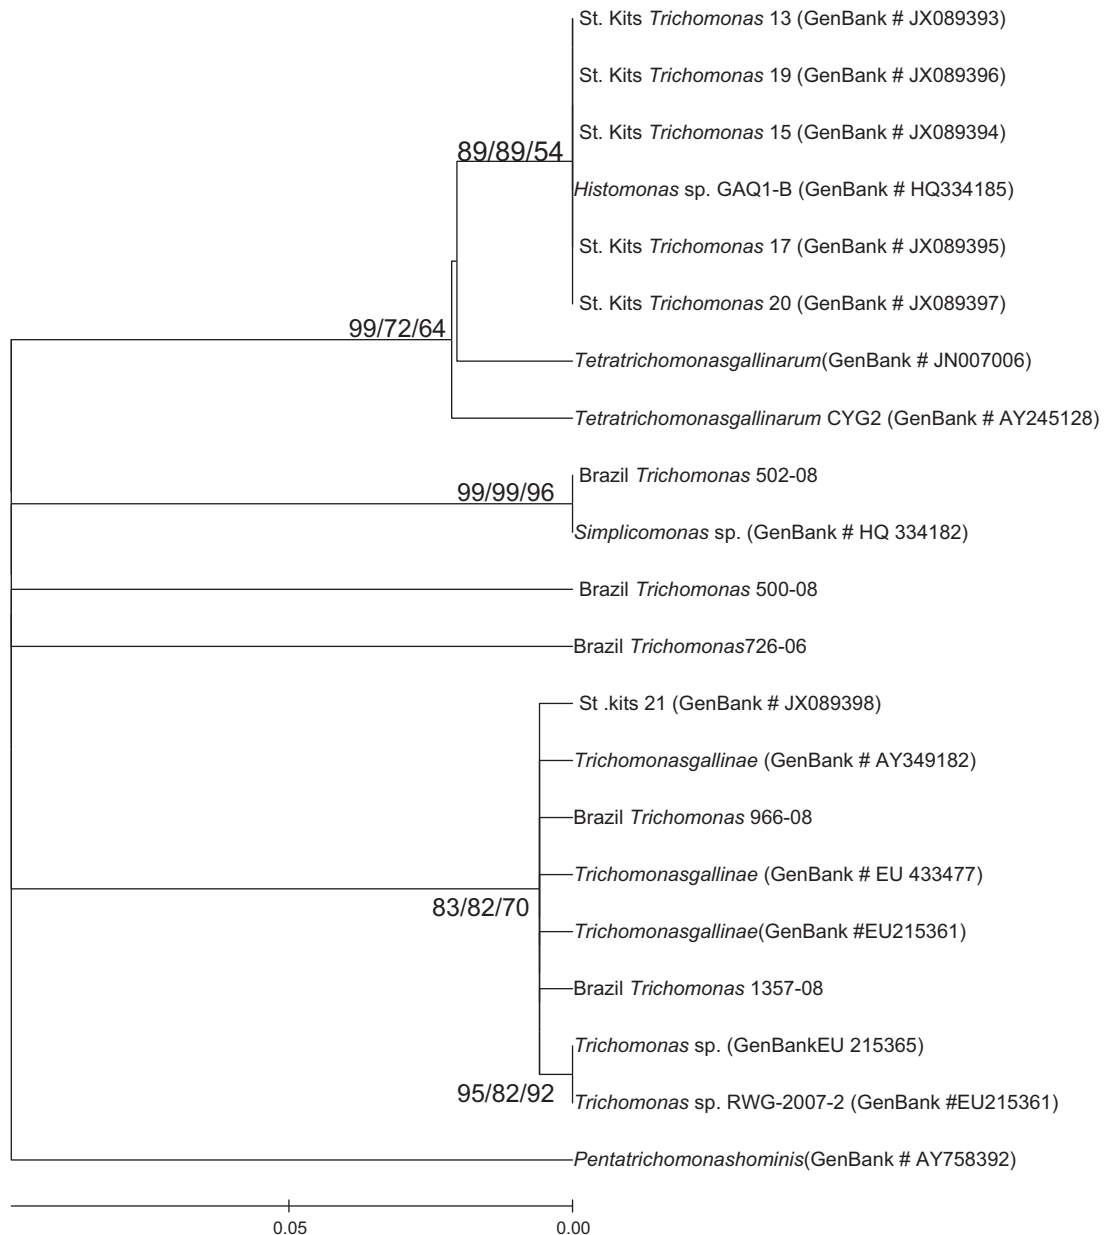 St. Kits Trichomonas 13 (GenBank # JX089393)
St. Kits Trichomonas 19 (GenBank # JX089396)
St. Kits Trichomonas 15 (GenBank # JX089394)
89/89/54
Histomonas sp. GAQ1-B (GenBank # HQ334185)
St. Kits Trichomonas 17 (GenBank # JX089395)
St. Kits Trichomonas 20 (GenBank # JX089397)
99/72/64
Tetratrichomonasgallinarum(GenBank # JN007006)
Tetratrichomonasgallinarum CYG2 (GenBank # AY245128)
Brazil Trichomonas 502-08
99/99/96
Simplicomonas sp. (GenBank # HQ 334182)
Brazil Trichomonas 500-08
Brazil Trichomonas726-06
St .kits 21 (GenBank # JX089398)
Trichomonasgallinae (GenBank # AY349182)
Brazil Trichomonas 966-08
Trichomonasgallinae (GenBank # EU 433477)
83/82/70
Trichomonasgallinae(GenBank #EU215361)
Brazil Trichomonas 1357-08
Trichomonas sp. (GenBankEU 215365)
95/82/92
Trichomonas sp. RWG-2007-2 (GenBank #EU215361)
Pentatrichomonashominis(GenBank # AY758392)
0.05 0.00